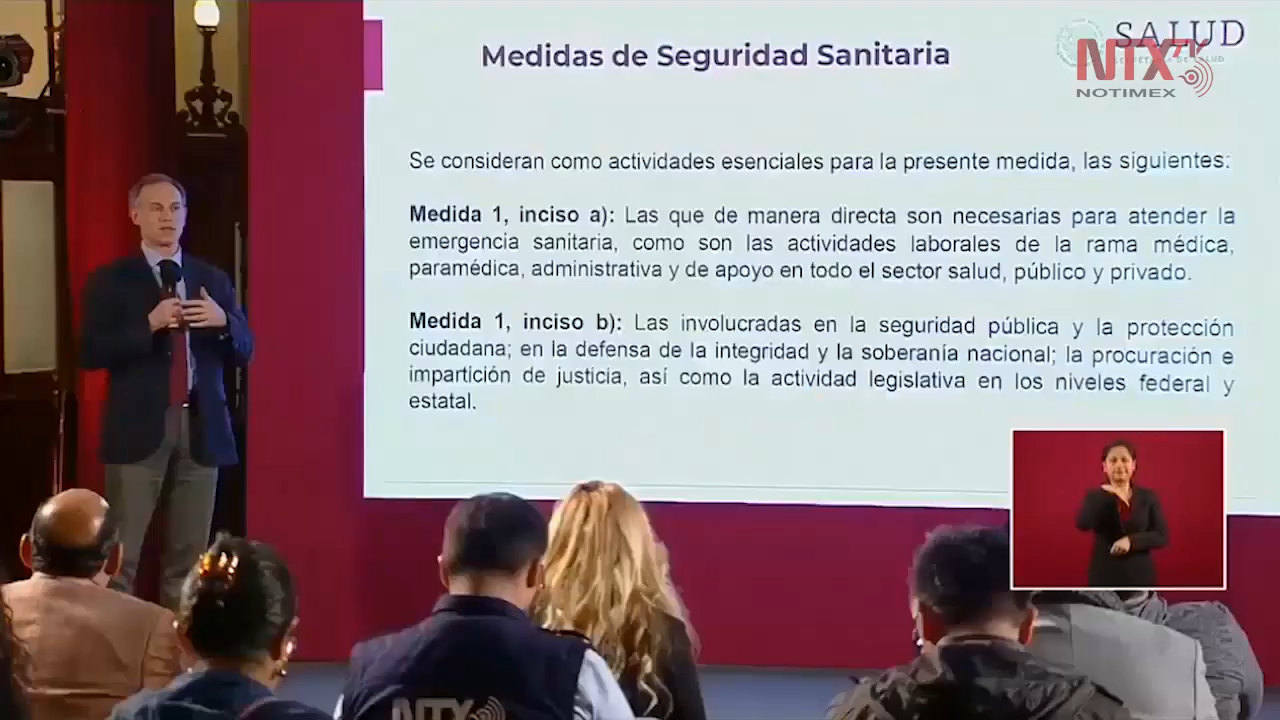 Medidas de Seguridad Sanitaria
SALUD
NTXTV
NOTIMEX
Se consideran como actividades esenciales para la presente medida, las siguientes:
Medida 1, inciso a): Las que de manera directa son necesarias para atender la
emergencia sanitaria, como son las actividades laborales de la rama médica,
paramédica, administrativa y de apoyo en todo el sector salud, público y privado.
Medida 1, inciso b): Las involucradas en la seguridad pública y la protección
ciudadana; en la defensa de la integridad y la soberanía nacional; la procuración e
impartición de justicia, así como la actividad legislativa en los niveles federal y
estatal.
NTX